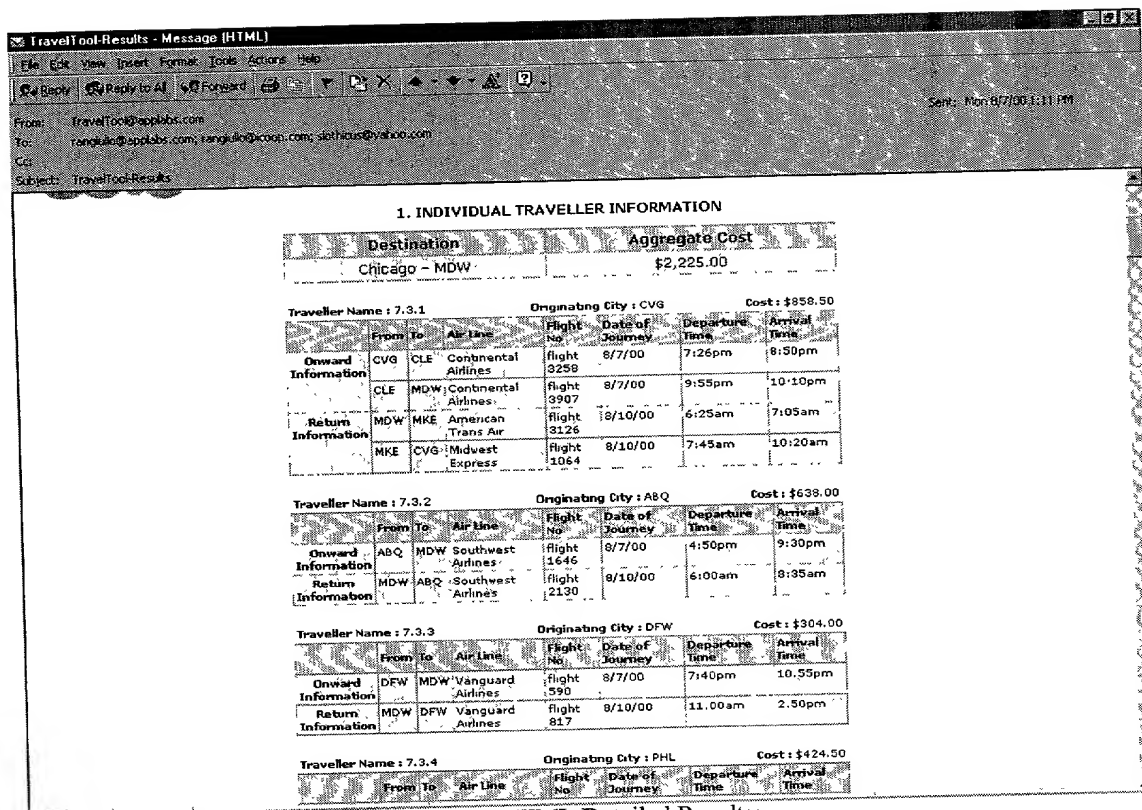 TravelTool-Results - Message (HTML)
File Edit View Insert Format Tools Actions Help
Reply Reply to All Forward
Sent: Mon 8/7/00 1:11 PM
From: TravelTool@applabs.com
To: rangiulio@applabs.com; rangiulio@icoop.com; slothicus@yahoo.com
Cc:
Subject: TravelTool-Results
1. INDIVIDUAL TRAVELLER INFORMATION
Destination Aggregate Cost
Chicago - MDW $2,225.00
Traveller Name : 7.3.1 Originating City : CVG Cost : $858.50
From To Air Line Flight No Date of Journey Departure Time Arrival Time
Onward Information CVG CLE Continental Airlines flight 3258 8/7/00 7:26pm 8:50pm
CLE MDW Continental Airlines flight 3907 8/7/00 9:55pm 10:10pm
Return Information MDW MKE American Trans Air flight 3126 8/10/00 6:25am 7:05am
MKE CVG Midwest Express flight 1064 8/10/00 7:45am 10:20am
Traveller Name : 7.3.2 Originating City : ABQ Cost : $638.00
From To Air Line Flight No Date of Journey Departure Time Arrival Time
Onward Information ABQ MDW Southwest Airlines flight 1646 8/7/00 4:50pm 9:30pm
Return Information MDW ABQ Southwest Airlines flight 2130 8/10/00 6:00am 8:35am
Traveller Name : 7.3.3 Originating City : DFW Cost : $304.00
From To Air Line Flight No Date of Journey Departure Time Arrival Time
Onward Information DFW MDW Vanguard Airlines flight 590 8/7/00 7:40pm 10.55pm
Return Information MDW DFW Vanguard Airlines flight 817 8/10/00 11.00am 2.50pm
Traveller Name : 7.3.4 Originating City : PHL Cost : $424.50
From To Air Line Flight No Date of Journey Departure Time Arrival Time
Detailed Results